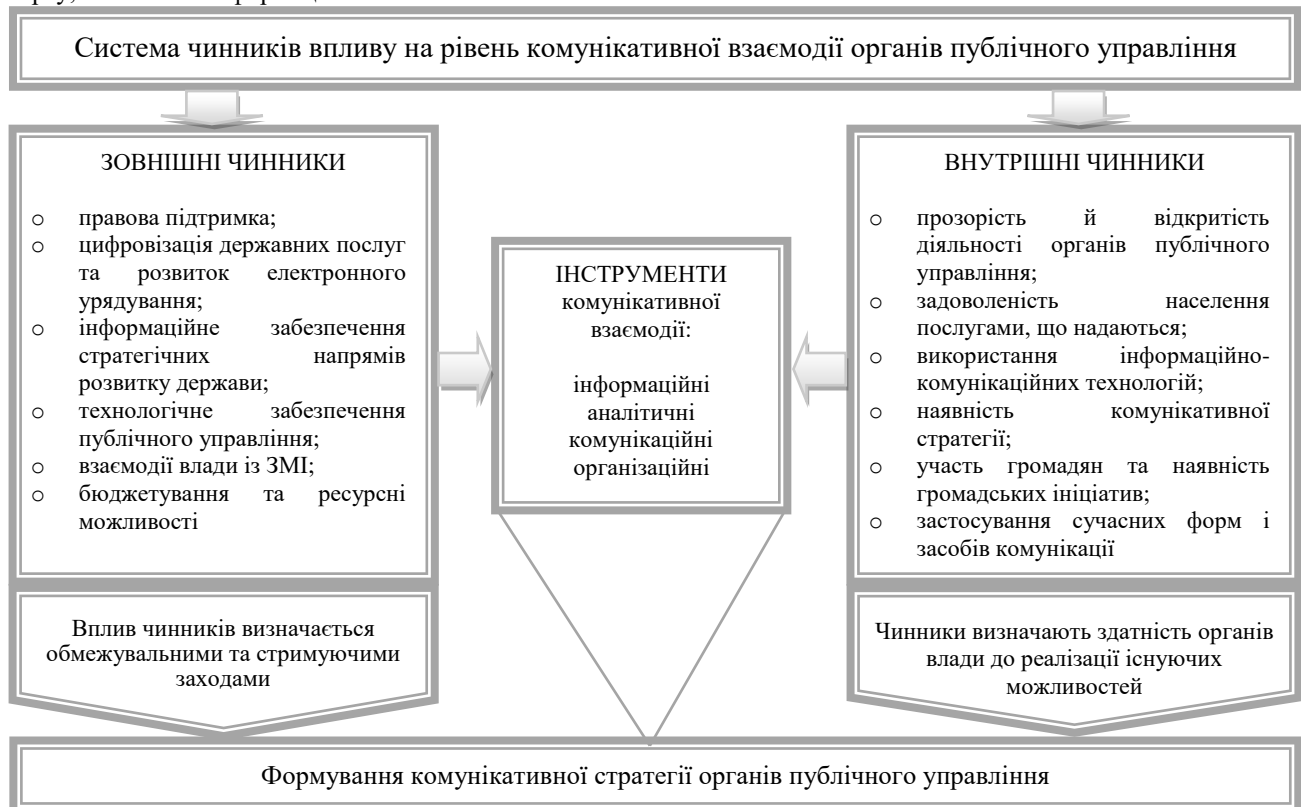 Система чинників впливу на рівень комунікативної взаємодії органів публічного управління
ЗОВНІШНІ ЧИННИКИ
o правова підтримка;
o цифровізація державних послуг
та розвиток електронного
урядування;
o інформаційне забезпечення
стратегічних напрямів
розвитку держави;
o технологічне забезпечення
публічного управління;
o взаємодії влади із ЗМІ;
o бюджетування та ресурсні
можливості
Вплив чинників визначається
обмежувальними та стримуючими
заходами
ІНСТРУМЕНТИ
комунікативної
взаємодії:
інформаційні
аналітичні
комунікаційні
організаційні
ВНУТРІШНІ ЧИННИКИ
o прозорість й відкритість
діяльності органів публічного
управління;
o задоволеність населення
послугами, що надаються;
o використання інформаційно-
комунікаційних технологій;
o наявність комунікативної
стратегії;
o участь громадян та наявність
громадських ініціатив;
o застосування сучасних форм і
засобів комунікації
Чинники визначають здатність органів
влади до реалізації існуючих
можливостей
Формування комунікативної стратегії органів публічного управління